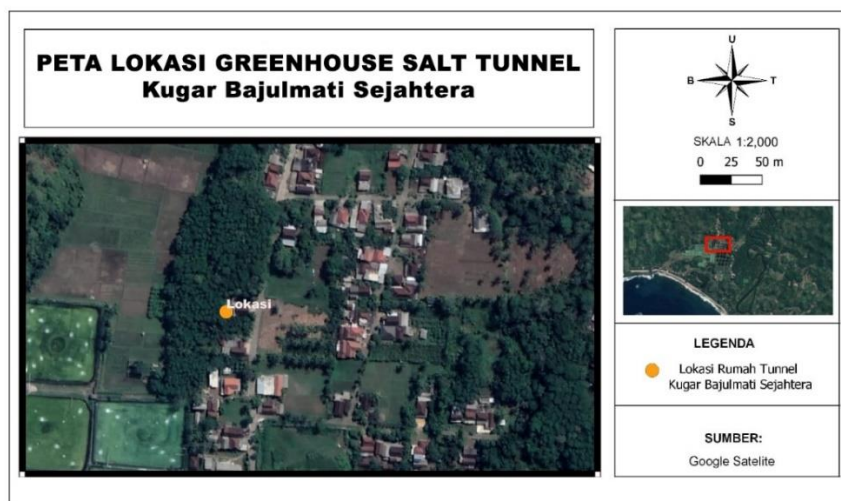 PETA LOKASI GREENHOUSE SALT TUNNEL
Kugar Bajulmati Sejahtera
Lokasi
U
B
T
S
SKALA 1:2,000
0 25 50 m
LEGENDA
Lokasi Rumah Tunnel
Kugar Bajulmati Sejahtera
SUMBER:
Google Satelite